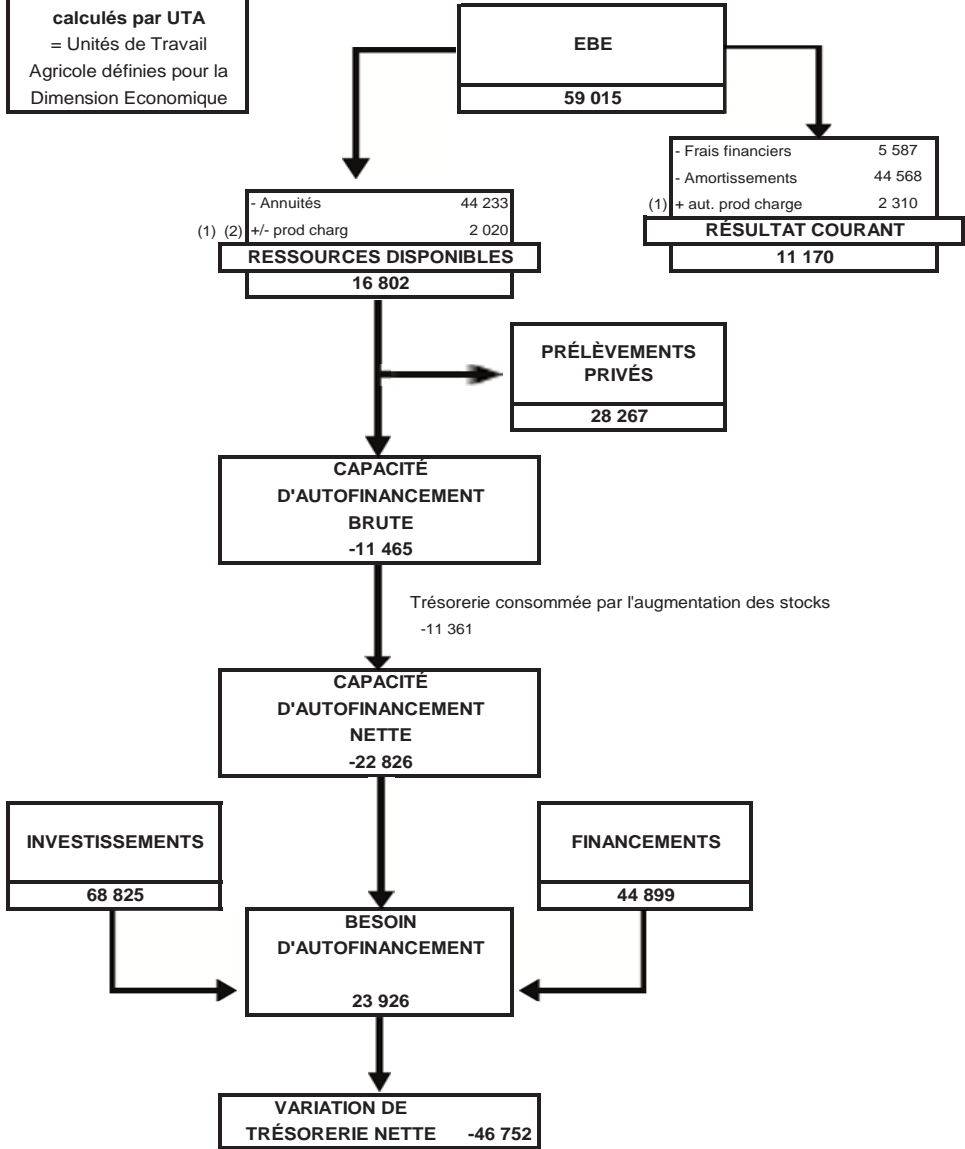 calculés par UTA
= Unités de Travail
Agricole définies pour la
Dimension Economique
EBE
59 015
- Frais financiers 5 587
- Amortissements 44 568
(1) + aut. prod charge 2 310
RÉSULTAT COURANT
11 170
- Annuités 44 233
(1) (2) +/- prod charg 2 020
RESSOURCES DISPONIBLES
16 802
PRÉLÈVEMENTS
PRIVÉS
28 267
CAPACITÉ
D'AUTOFINANCEMENT
BRUTE
-11 465
Trésorerie consommée par l'augmentation des stocks
-11 361
CAPACITÉ
D'AUTOFINANCEMENT
NETTE
-22 826
INVESTISSEMENTS
68 825
FINANCEMENTS
44 899
BESOIN
D'AUTOFINANCEMENT
23 926
VARIATION DE
TRÉSORERIE NETTE -46 752